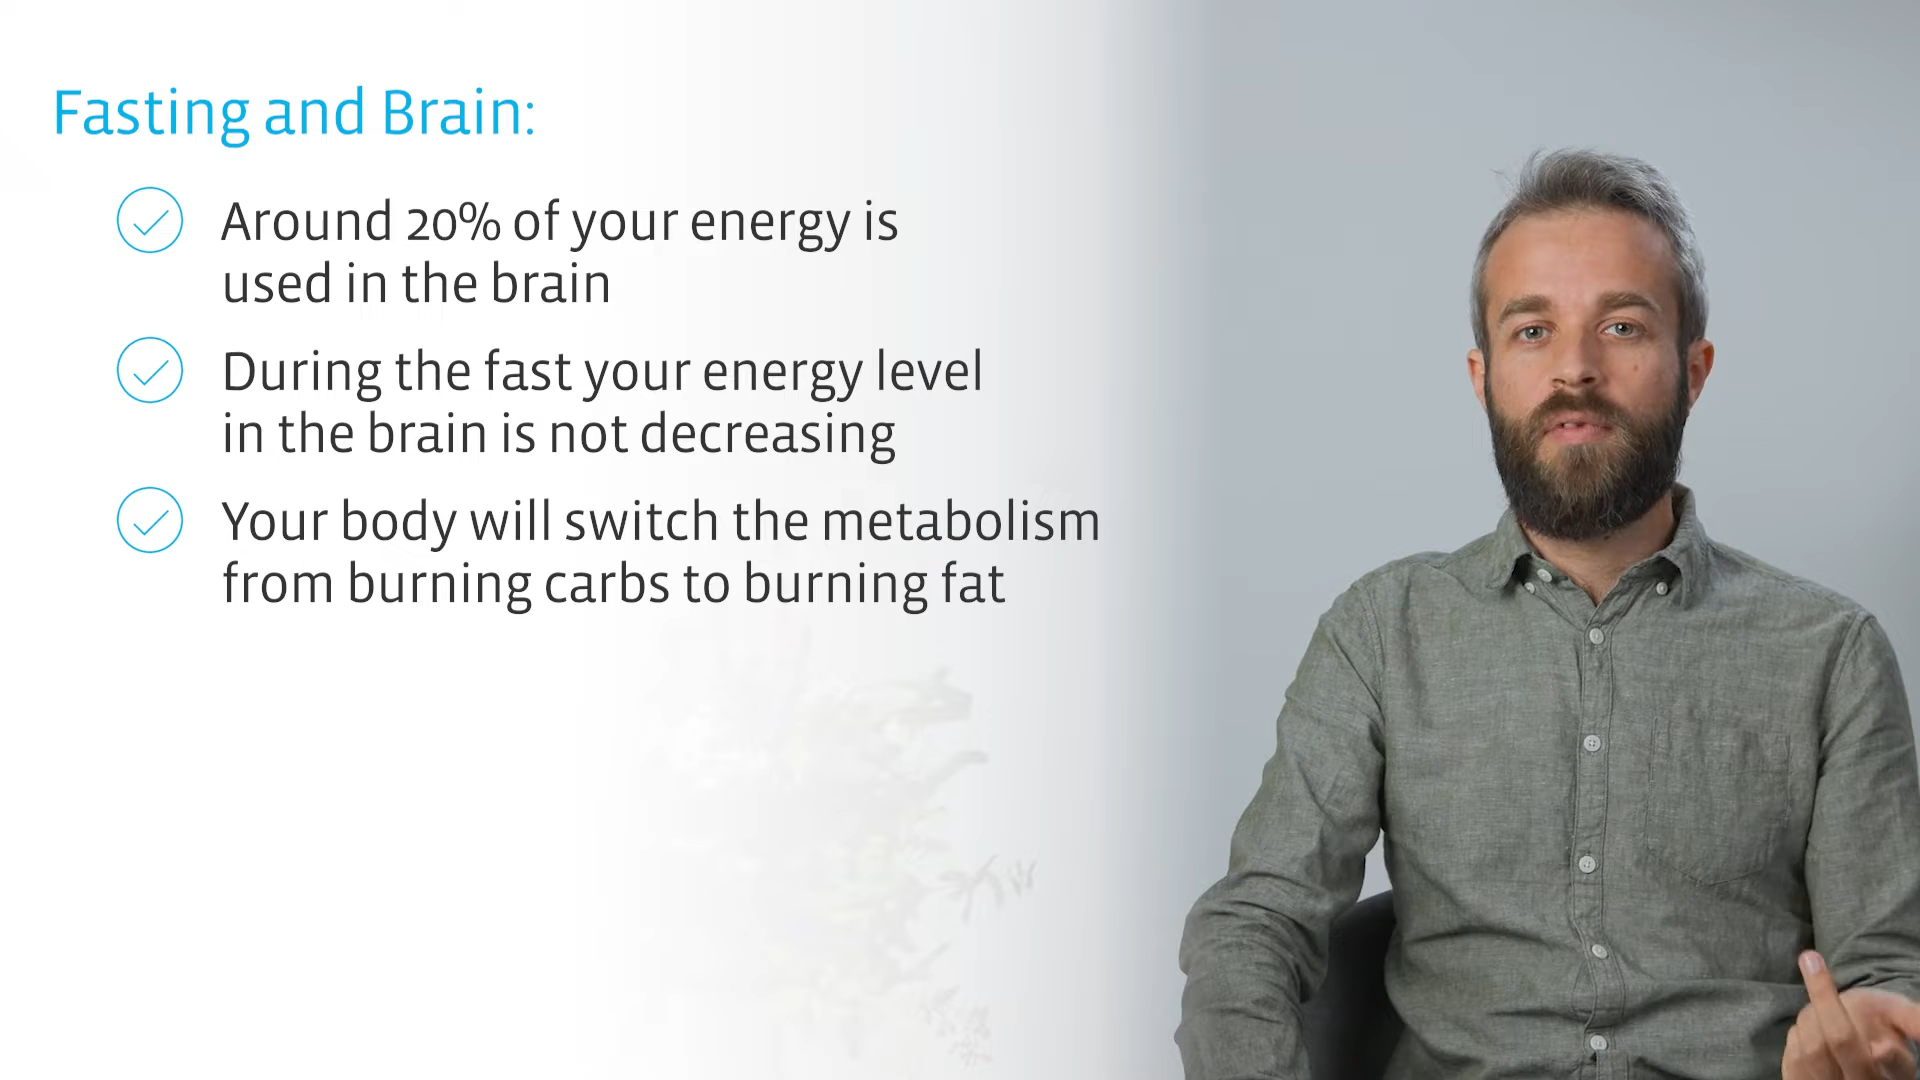 Fasting and Brain:
Around 20% of your energy is
used in the brain
During the fast your energy level
in the brain is not decreasing
Your body will switch the metabolism
from burning carbs to burning fat